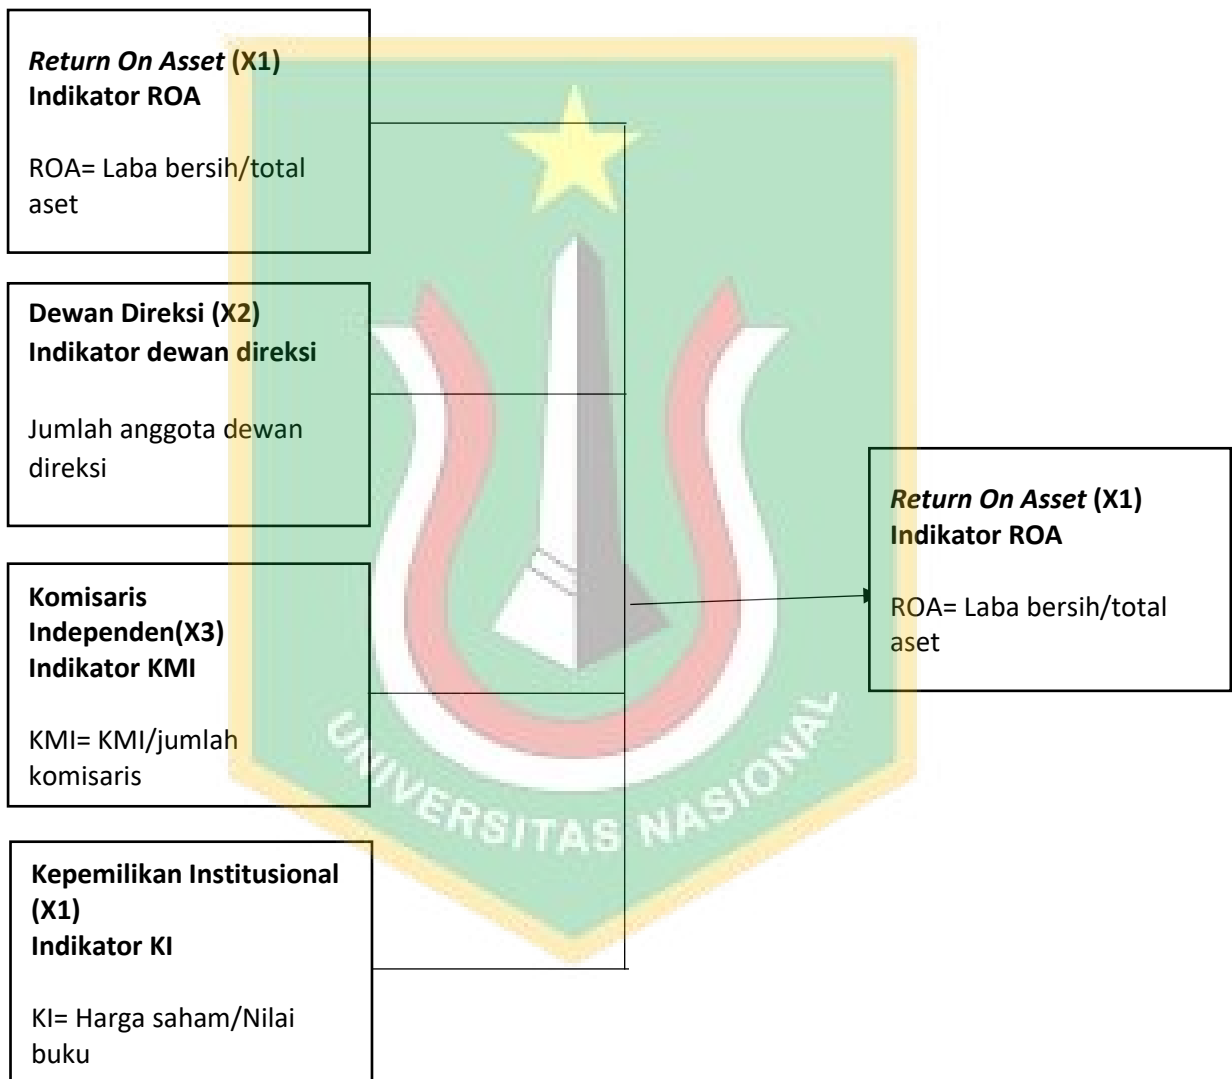 Return On Asset (X1)
Indikator ROA
ROA= Laba bersih/total
aset
Dewan Direksi (X2)
Indikator dewan direksi
Jumlah anggota dewan
direksi
Komisaris
Independen(X3)
Indikator KMI
KMI= KMI/jumlah
komisaris
Kepemilikan Institusional
(X1)
Indikator KI
KI= Harga saham/Nilai
buku
Return On Asset (X1)
Indikator ROA
ROA= Laba bersih/total
aset
UNIVERSITAS NASIONAL